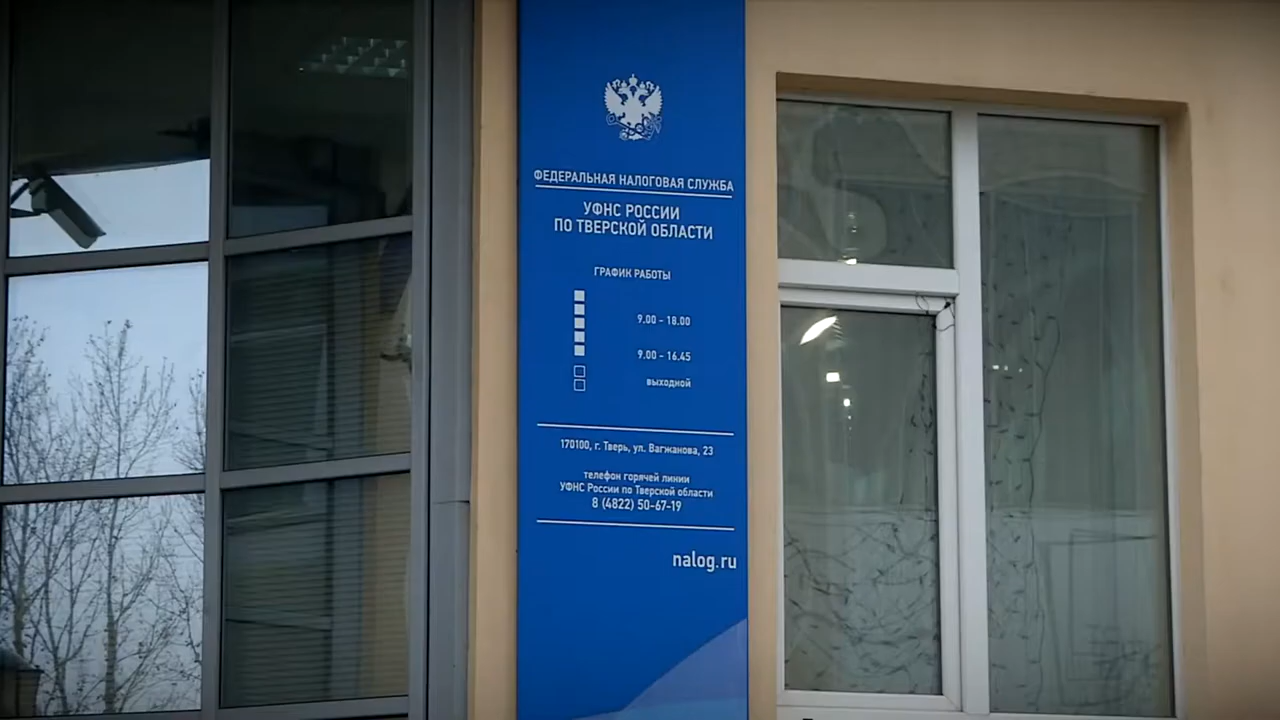 ФЕДЕРАЛЬНАЯ НАЛОГОВАЯ СЛУЖБА
УФНС РОССИИ
ПО ТВЕРСКОЙ ОБЛАСТИ
ГРАФИК РАБОТЫ
9.00 - 18.00
9.00 - 16.45
выходной
170100, г. Тверь, ул. Вагжанова, 23
телефон горячей линии
УФНС России по Тверской области
8 (4822) 50-67-19
nalog.ru